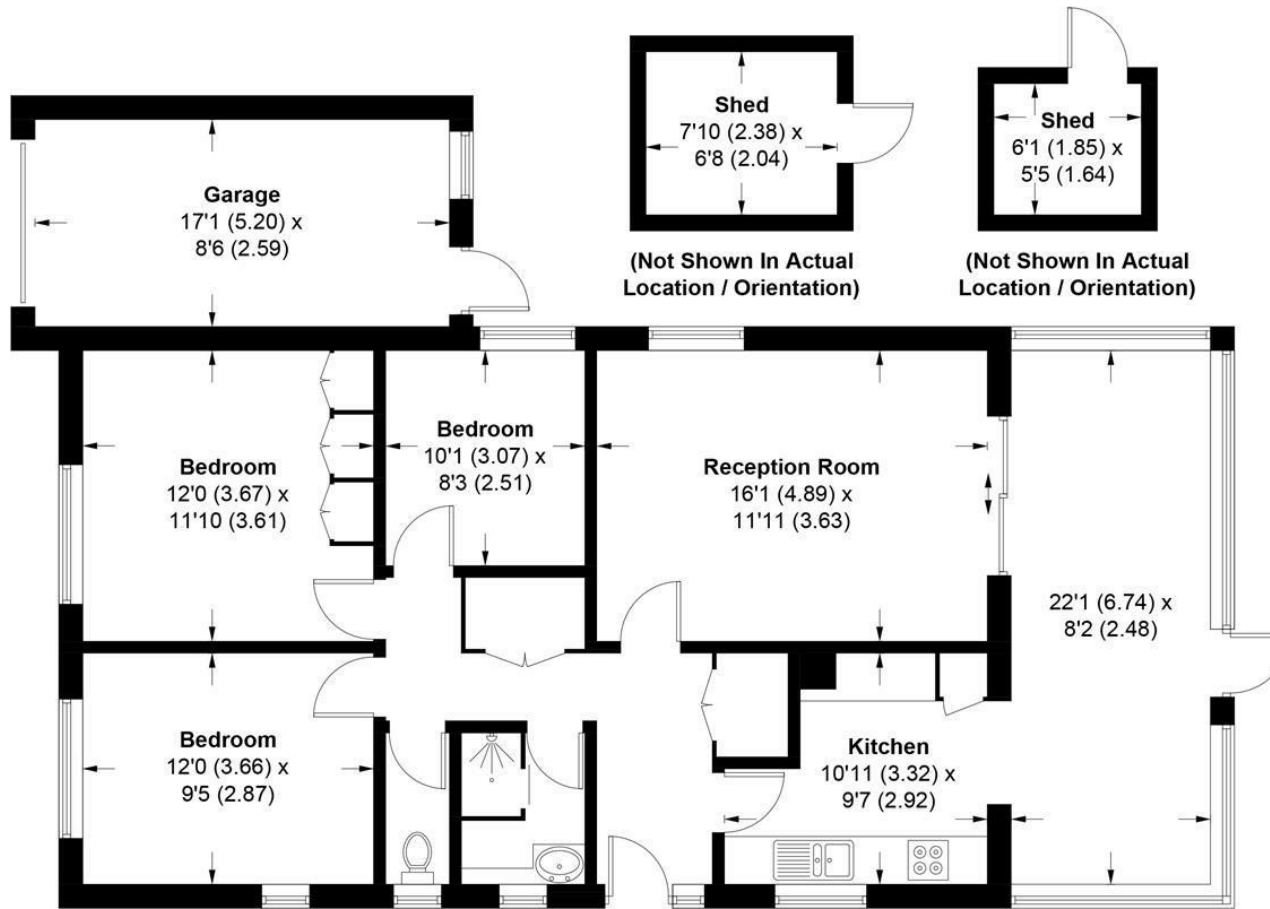 Shed
7'10 (2.38) x
6'8 (2.04)
(Not Shown In Actual
Location / Orientation)
Shed
6'1 (1.85) x
5'5 (1.64)
(Not Shown In Actual
Location / Orientation)
Garage
17'1 (5.20) x
8'6 (2.59)
Bedroom
12'0 (3.67) x
11'10 (3.61)
Bedroom
10'1 (3.07) x
8'3 (2.51)
Reception Room
16'1 (4.89) x
11'11 (3.63)
22'1 (6.74) x
8'2 (2.48)
Bedroom
12'0 (3.66) x
9'5 (2.87)
Kitchen
10'11 (3.32) x
9'7 (2.92)